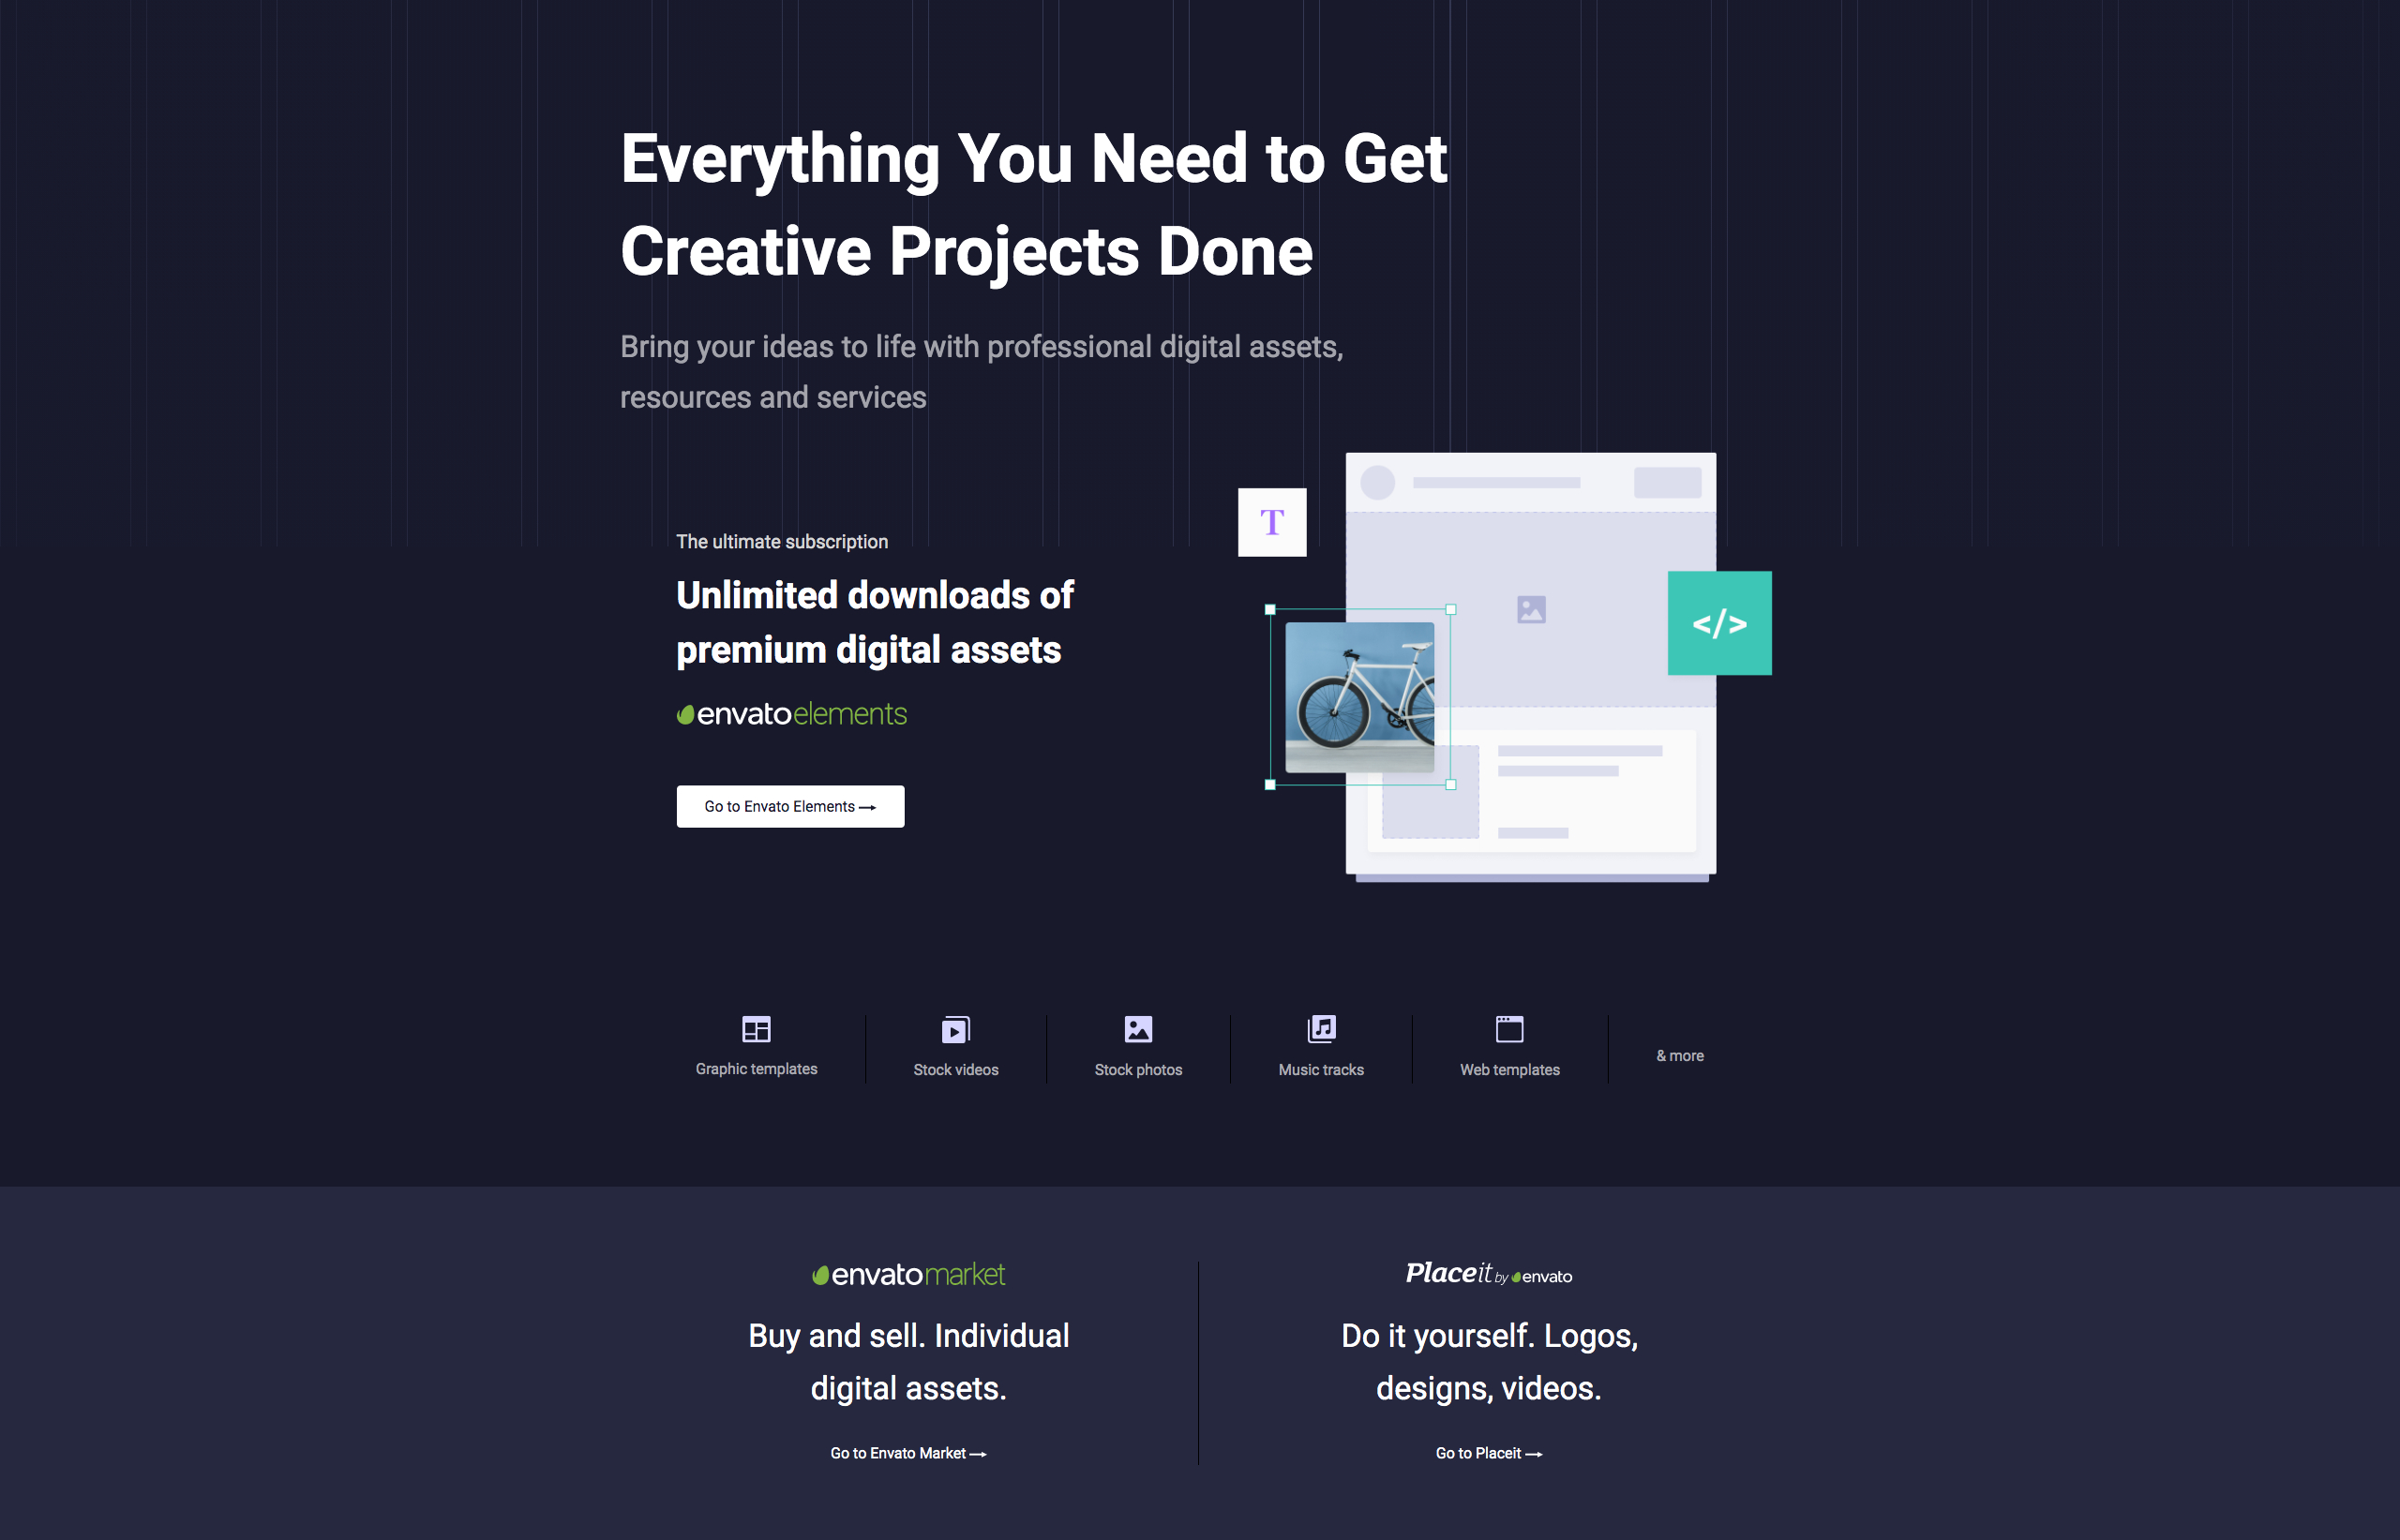 Everything You Need to Get
Creative Projects Done
Bring your ideas to life with professional digital assets,
resources and services
The ultimate subscription
Unlimited downloads of
premium digital assets
envatoelements
Go to Envato Elements
T
</>
Graphic templates
Stock videos
Stock photos
Music tracks
Web templates
& more
envatomarket
Buy and sell. Individual
digital assets.
Go to Envato Market
Placeit by envato
Do it yourself. Logos,
designs, videos.
Go to Placeit